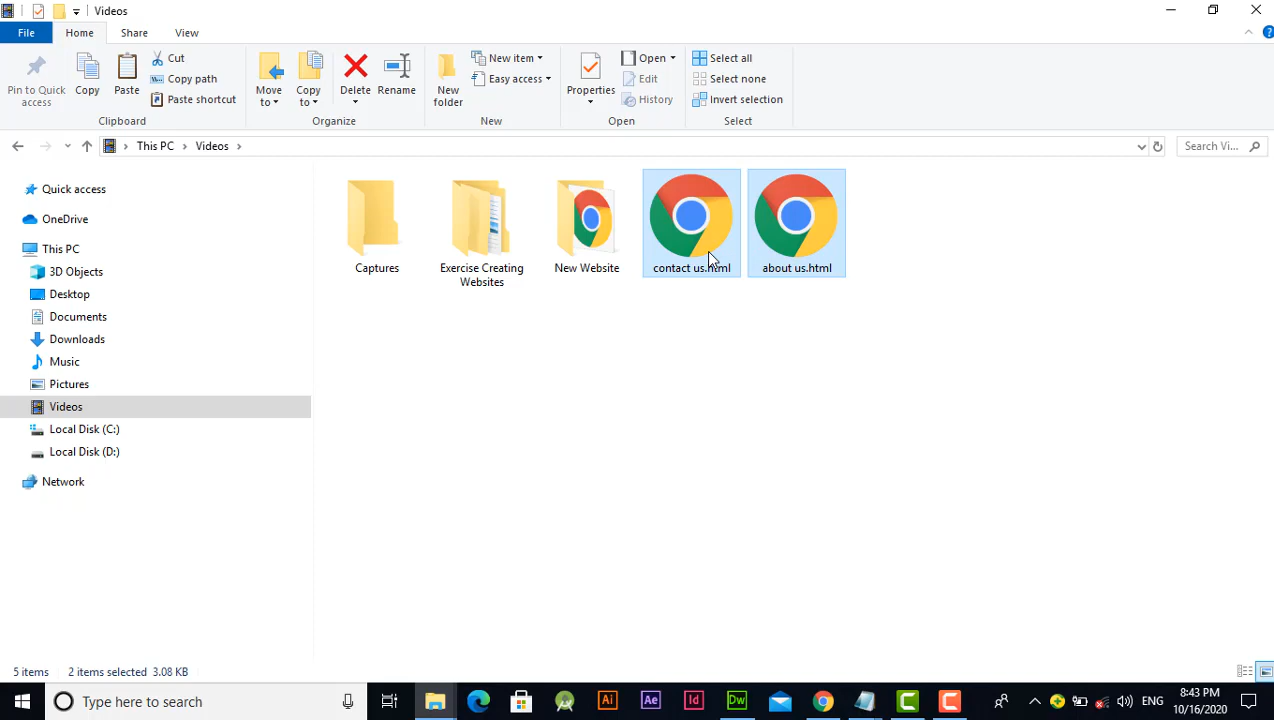 Videos
File Home Share View
Pin to Quick access
Copy
Paste
Cut
Copy path
Paste shortcut
Clipboard
Move to
Copy to
Delete
Rename
Organize
New folder
New item
Easy access
New
Properties
Open
Edit
History
Open
Select all
Select none
Invert selection
Select
This PC Videos
Search Vi...
Quick access
OneDrive
This PC
3D Objects
Desktop
Documents
Downloads
Music
Pictures
Videos
Local Disk (C:)
Local Disk (D:)
Network
Captures
Exercise Creating
Websites
New Website
contact us.html
about us.html
5 items 2 items selected 3.08 KB
Type here to search
Ai
Ae
Id
Dw
C
C
ENG
8:43 PM
10/16/2020